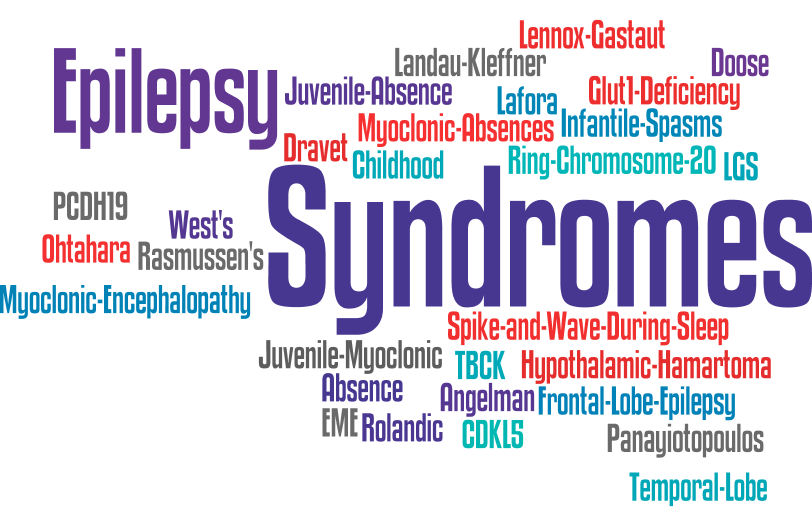 Lennox-Gastaut
Epilepsy
Landau-Kleffner
Doose
Juvenile-Absence
Lafora
Glut1-Deficiency
Myoclonic-Absences
Infantile-Spasms
Dravet
Childhood
Ring-Chromosome-20
LGS
Syndromes
PCDH19
West's
Ohtahara
Rasmussen's
Myoclonic-Encephalopathy
Spike-and-Wave-During-Sleep
Juvenile-Myoclonic
TBCK
Hypothalamic-Hamartoma
Absence
Angelman
Frontal-Lobe-Epilepsy
EME
Rolandic
CDKL5
Panayiotopoulos
Temporal-Lobe